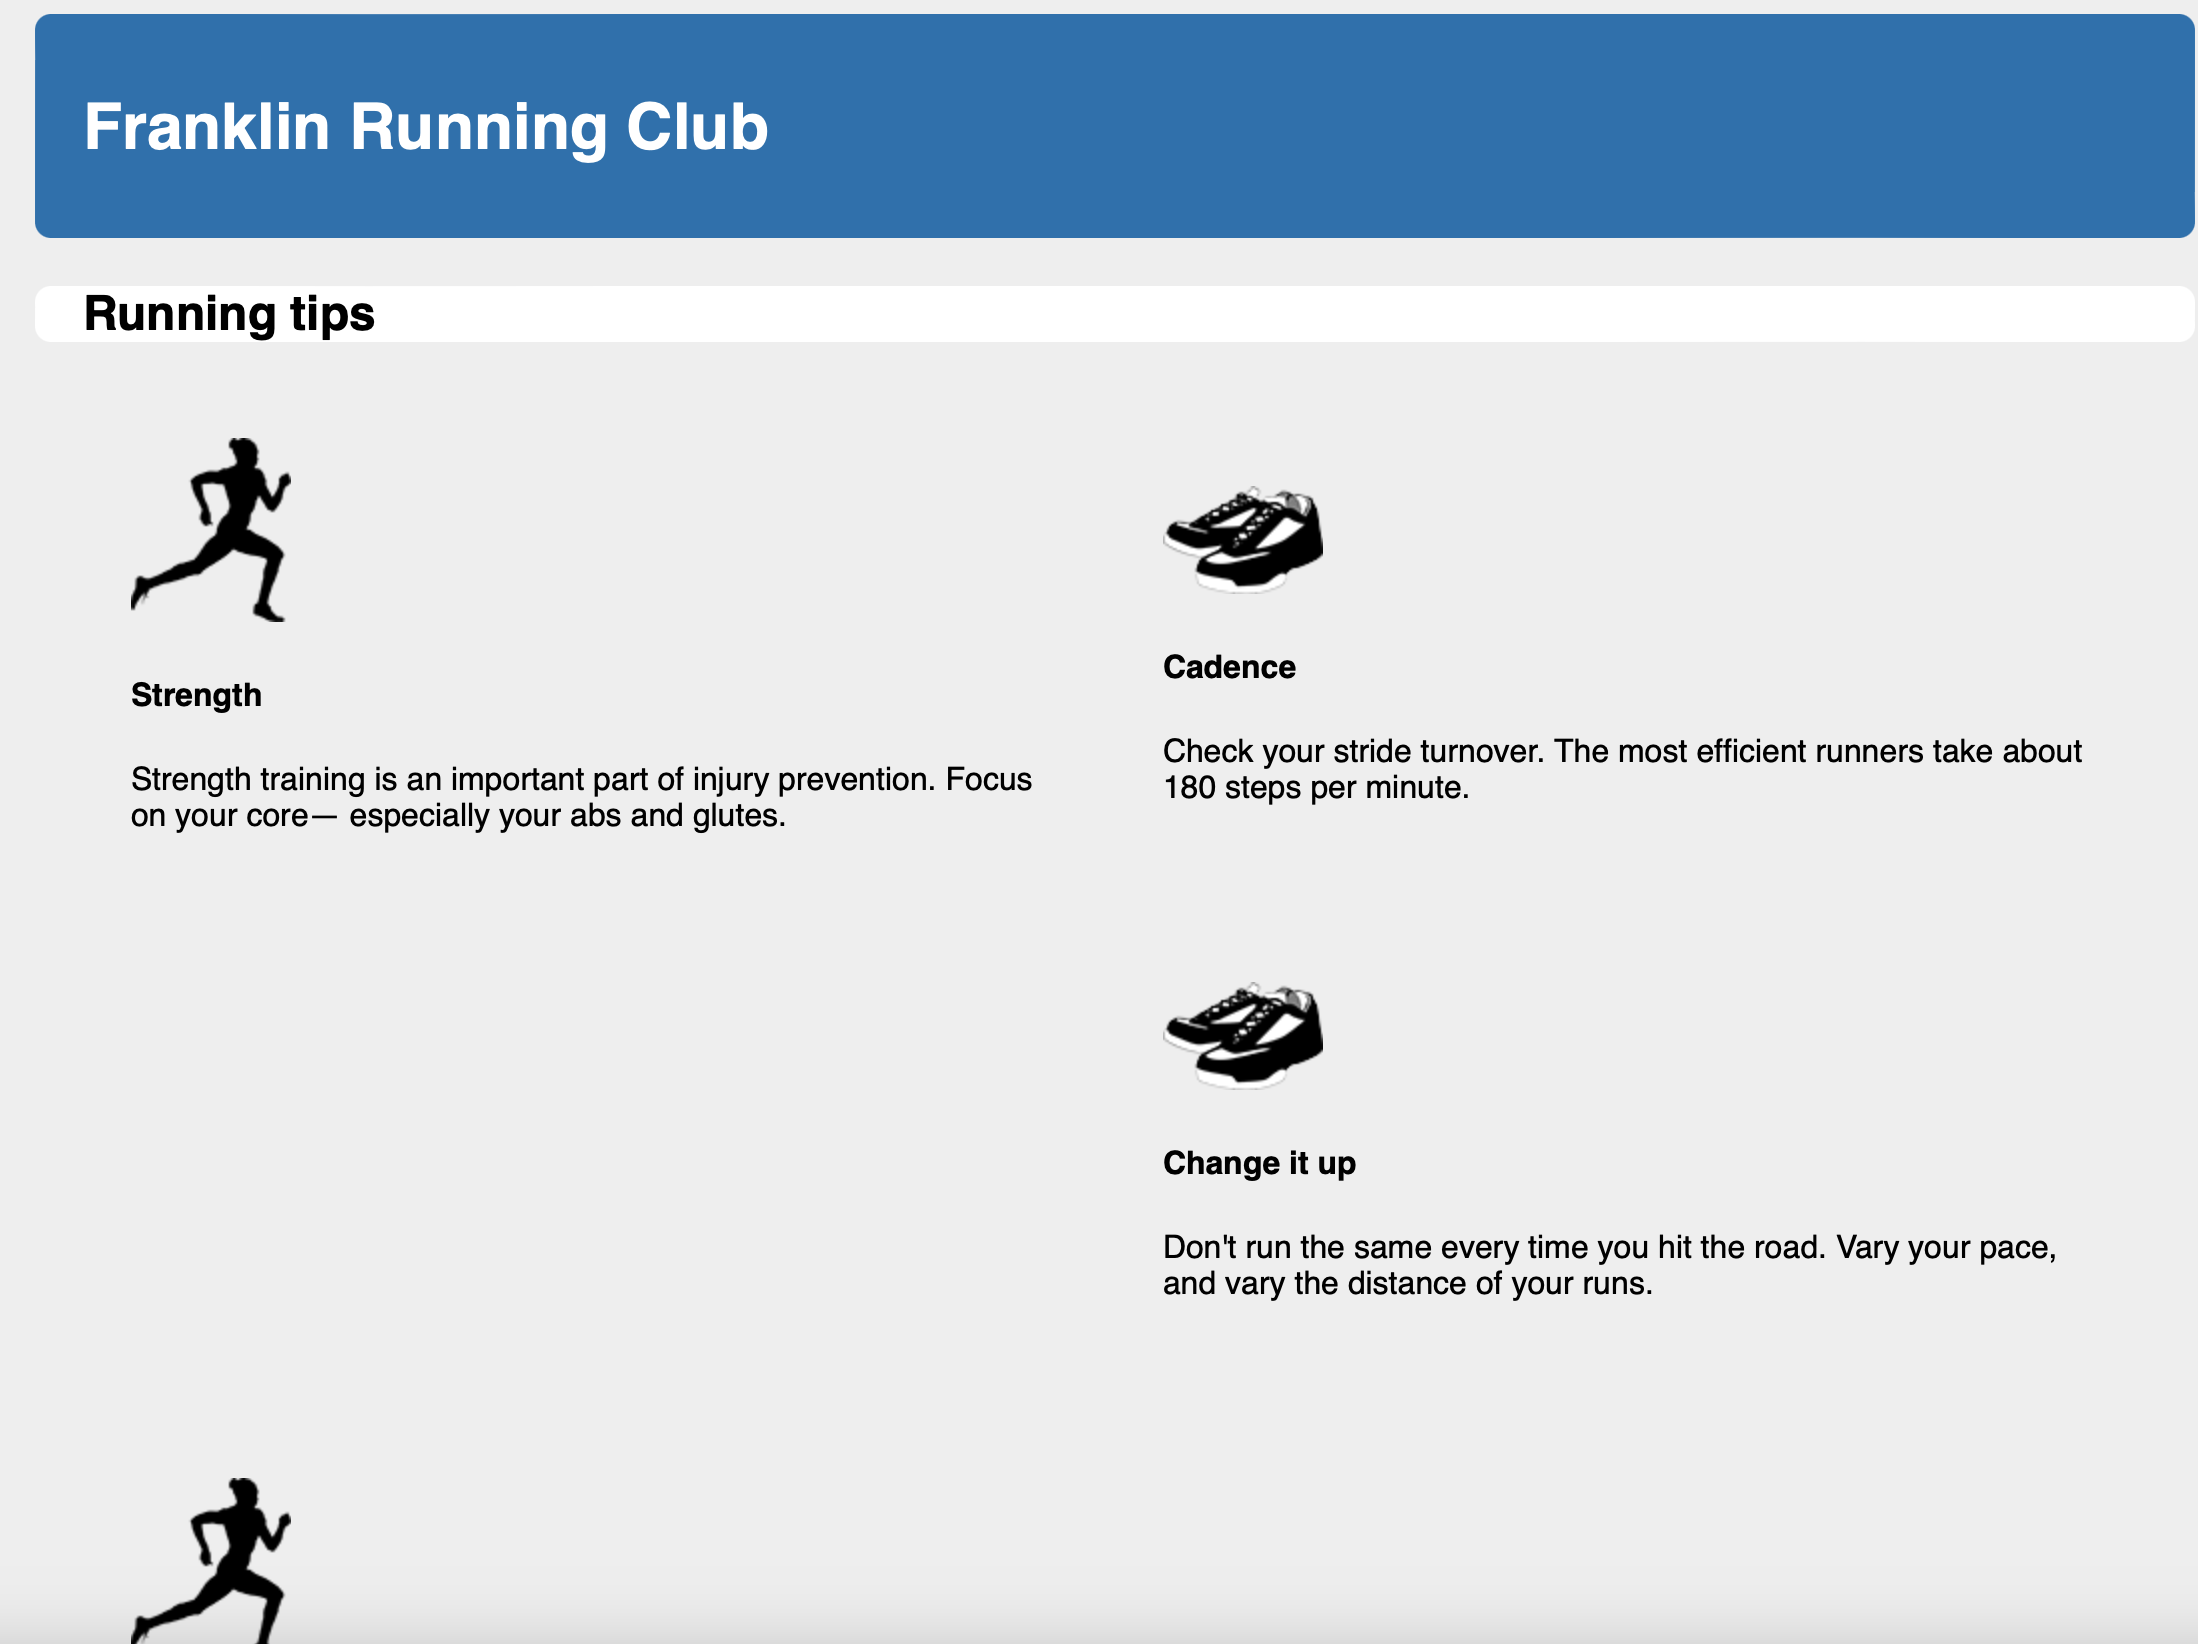 Franklin Running Club
Running tips
Strength
Strength training is an important part of injury prevention. Focus
on your core— especially your abs and glutes.
Cadence
Check your stride turnover. The most efficient runners take about
180 steps per minute.
Change it up
Don't run the same every time you hit the road. Vary your pace,
and vary the distance of your runs.